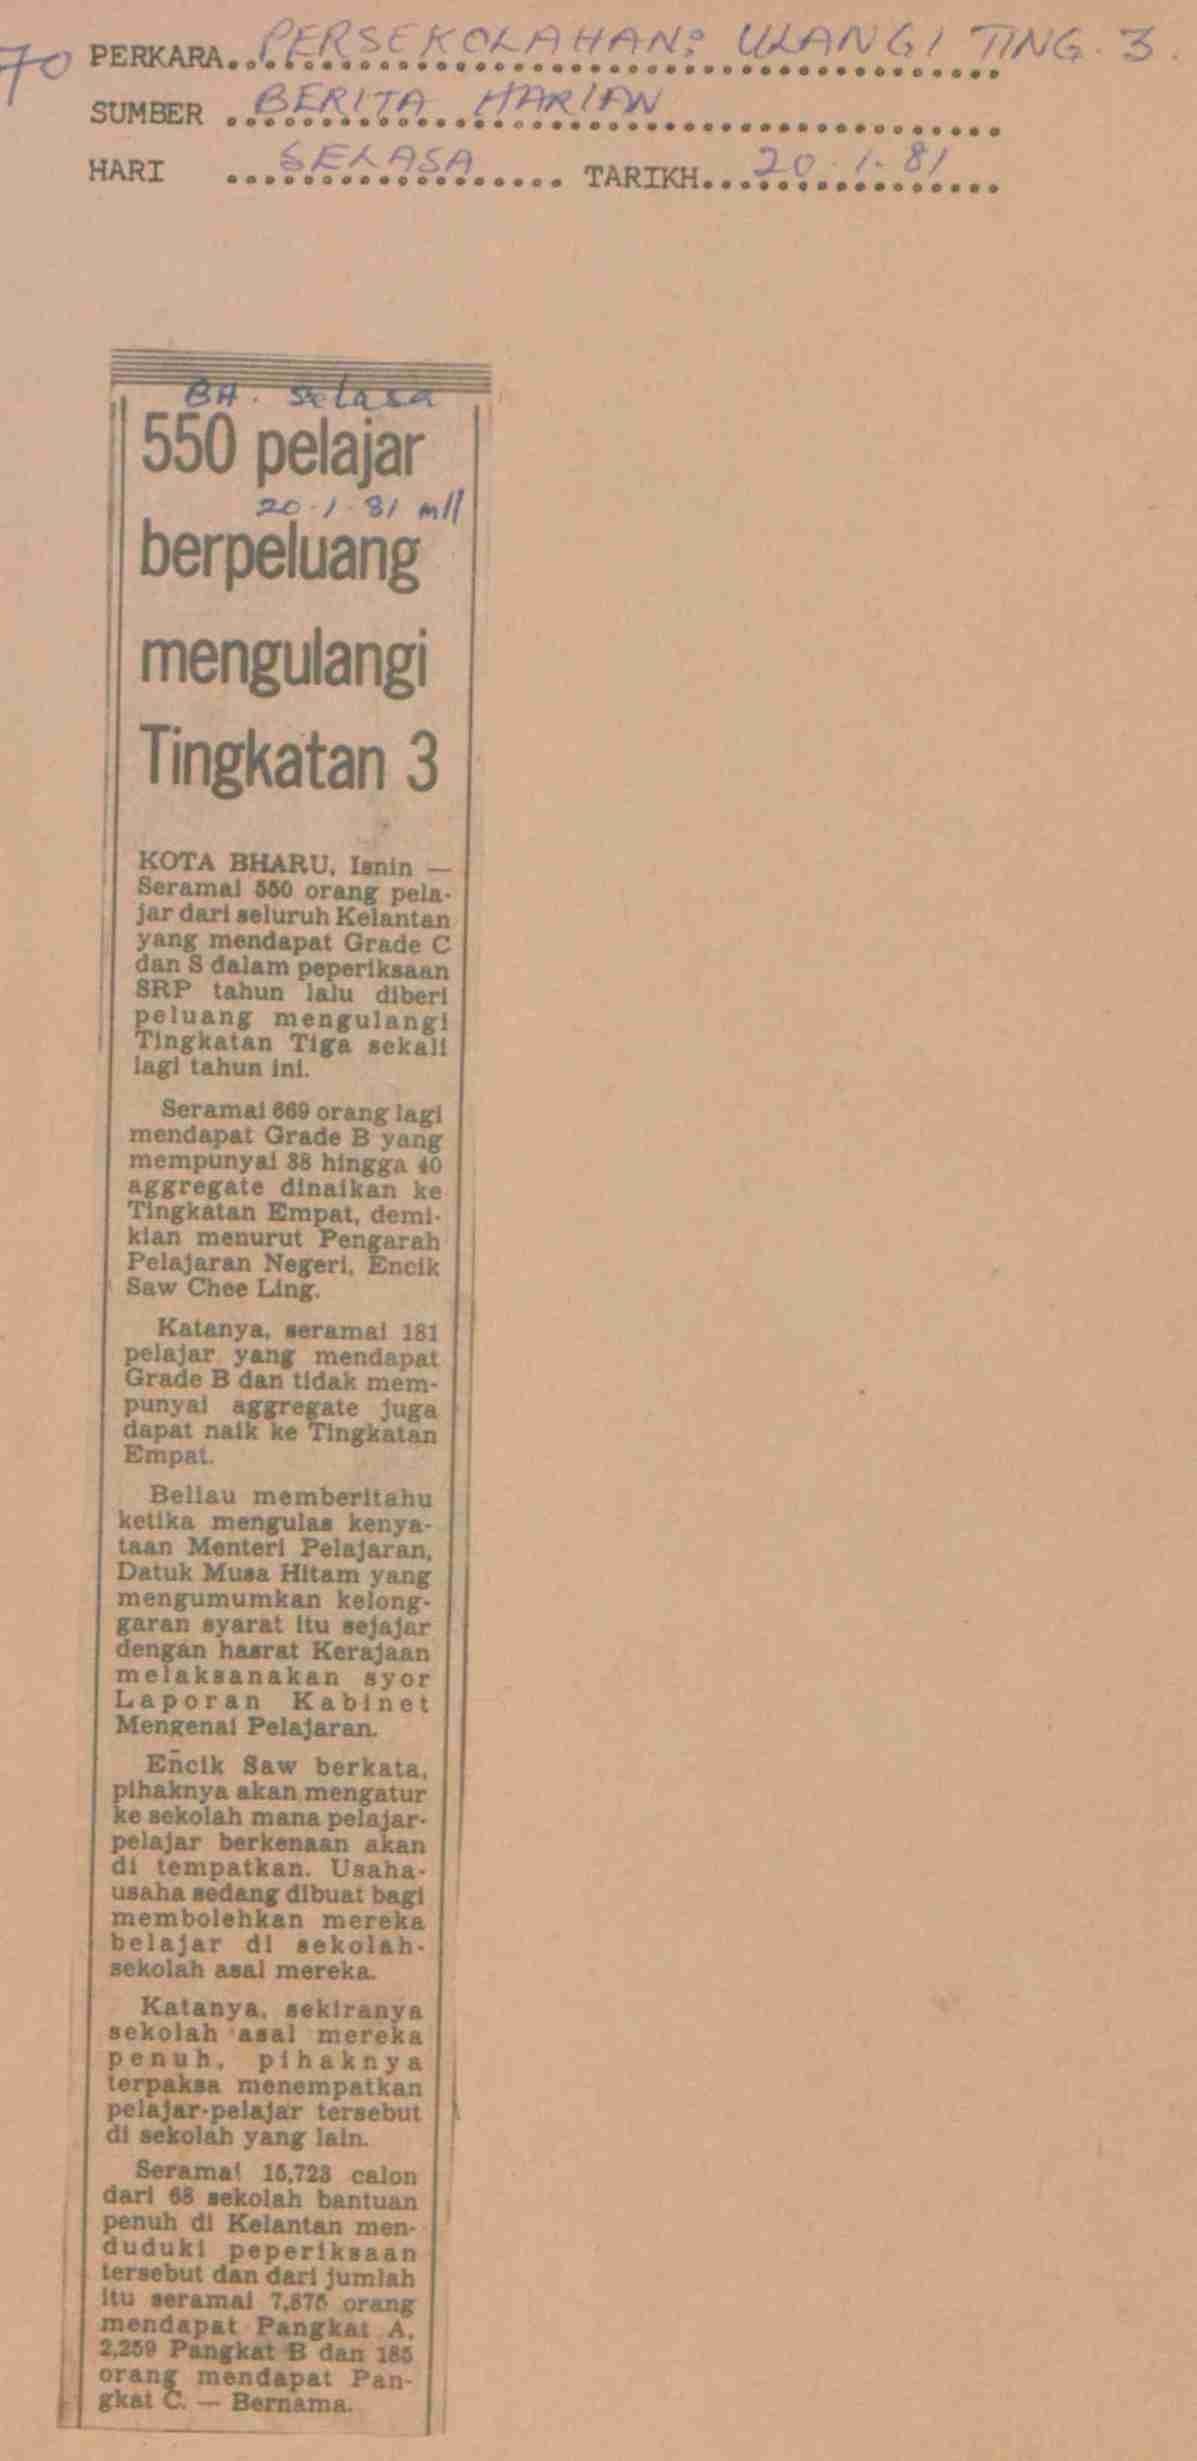 70 PERKARA..PERSEKOLAHAN: ULANGI TING. 3.
SUMBER ..BERITA HARIAN
HARI ..SELASA.. TARIKH..20.1.81
BH. Selasa
550 pelajar
20.1.81 mll
berpeluang
mengulangi
Tingkatan 3
KOTA BHARU, Isnin —
Seramai 550 orang pela-
jar dari seluruh Kelantan
yang mendapat Grade C
dan S dalam peperiksaan
SRP tahun lalu diberi
peluang mengulangi
Tingkatan Tiga sekali
lagi tahun ini.
Seramai 669 orang lagi
mendapat Grade B yang
mempunyai 38 hingga 40
aggregate dinaikan ke
Tingkatan Empat, demi-
kian menurut Pengarah
Pelajaran Negeri, Encik
Saw Chee Ling.
Katanya, seramai 181
pelajar yang mendapat
Grade B dan tidak mem-
punyai aggregate juga
dapat naik ke Tingkatan
Empat.
Beliau memberitahu
ketika mengulas kenya-
taan Menteri Pelajaran,
Datuk Musa Hitam yang
mengumumkan kelong-
garan syarat itu sejajar
dengan hasrat Kerajaan
melaksanakan syor
Laporan Kabinet
Mengenai Pelajaran.
Encik Saw berkata,
pihaknya akan mengatur
ke sekolah mana pelajar-
pelajar berkenaan akan
di tempatkan. Usaha-
usaha sedang dibuat bagi
membolehkan mereka
belajar di sekolah-
sekolah asal mereka.
Katanya, sekiranya
sekolah asal mereka
penuh, pihaknya
terpaksa menempatkan
pelajar-pelajar tersebut
di sekolah yang lain.
Seramai 15,723 calon
dari 68 sekolah bantuan
penuh di Kelantan men-
duduki peperiksaan
tersebut dan dari jumlah
itu seramai 7,875 orang
mendapat Pangkat A,
2,259 Pangkat B dan 185
orang mendapat Pan-
gkat C. — Bernama.